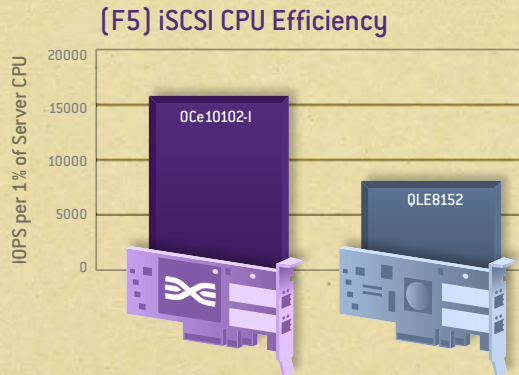 (F5) iSCSI CPU Efficiency
IOPS per 1% of Server CPU
20000
15000
10000
5000
0
OCe10102-I
QLE8152